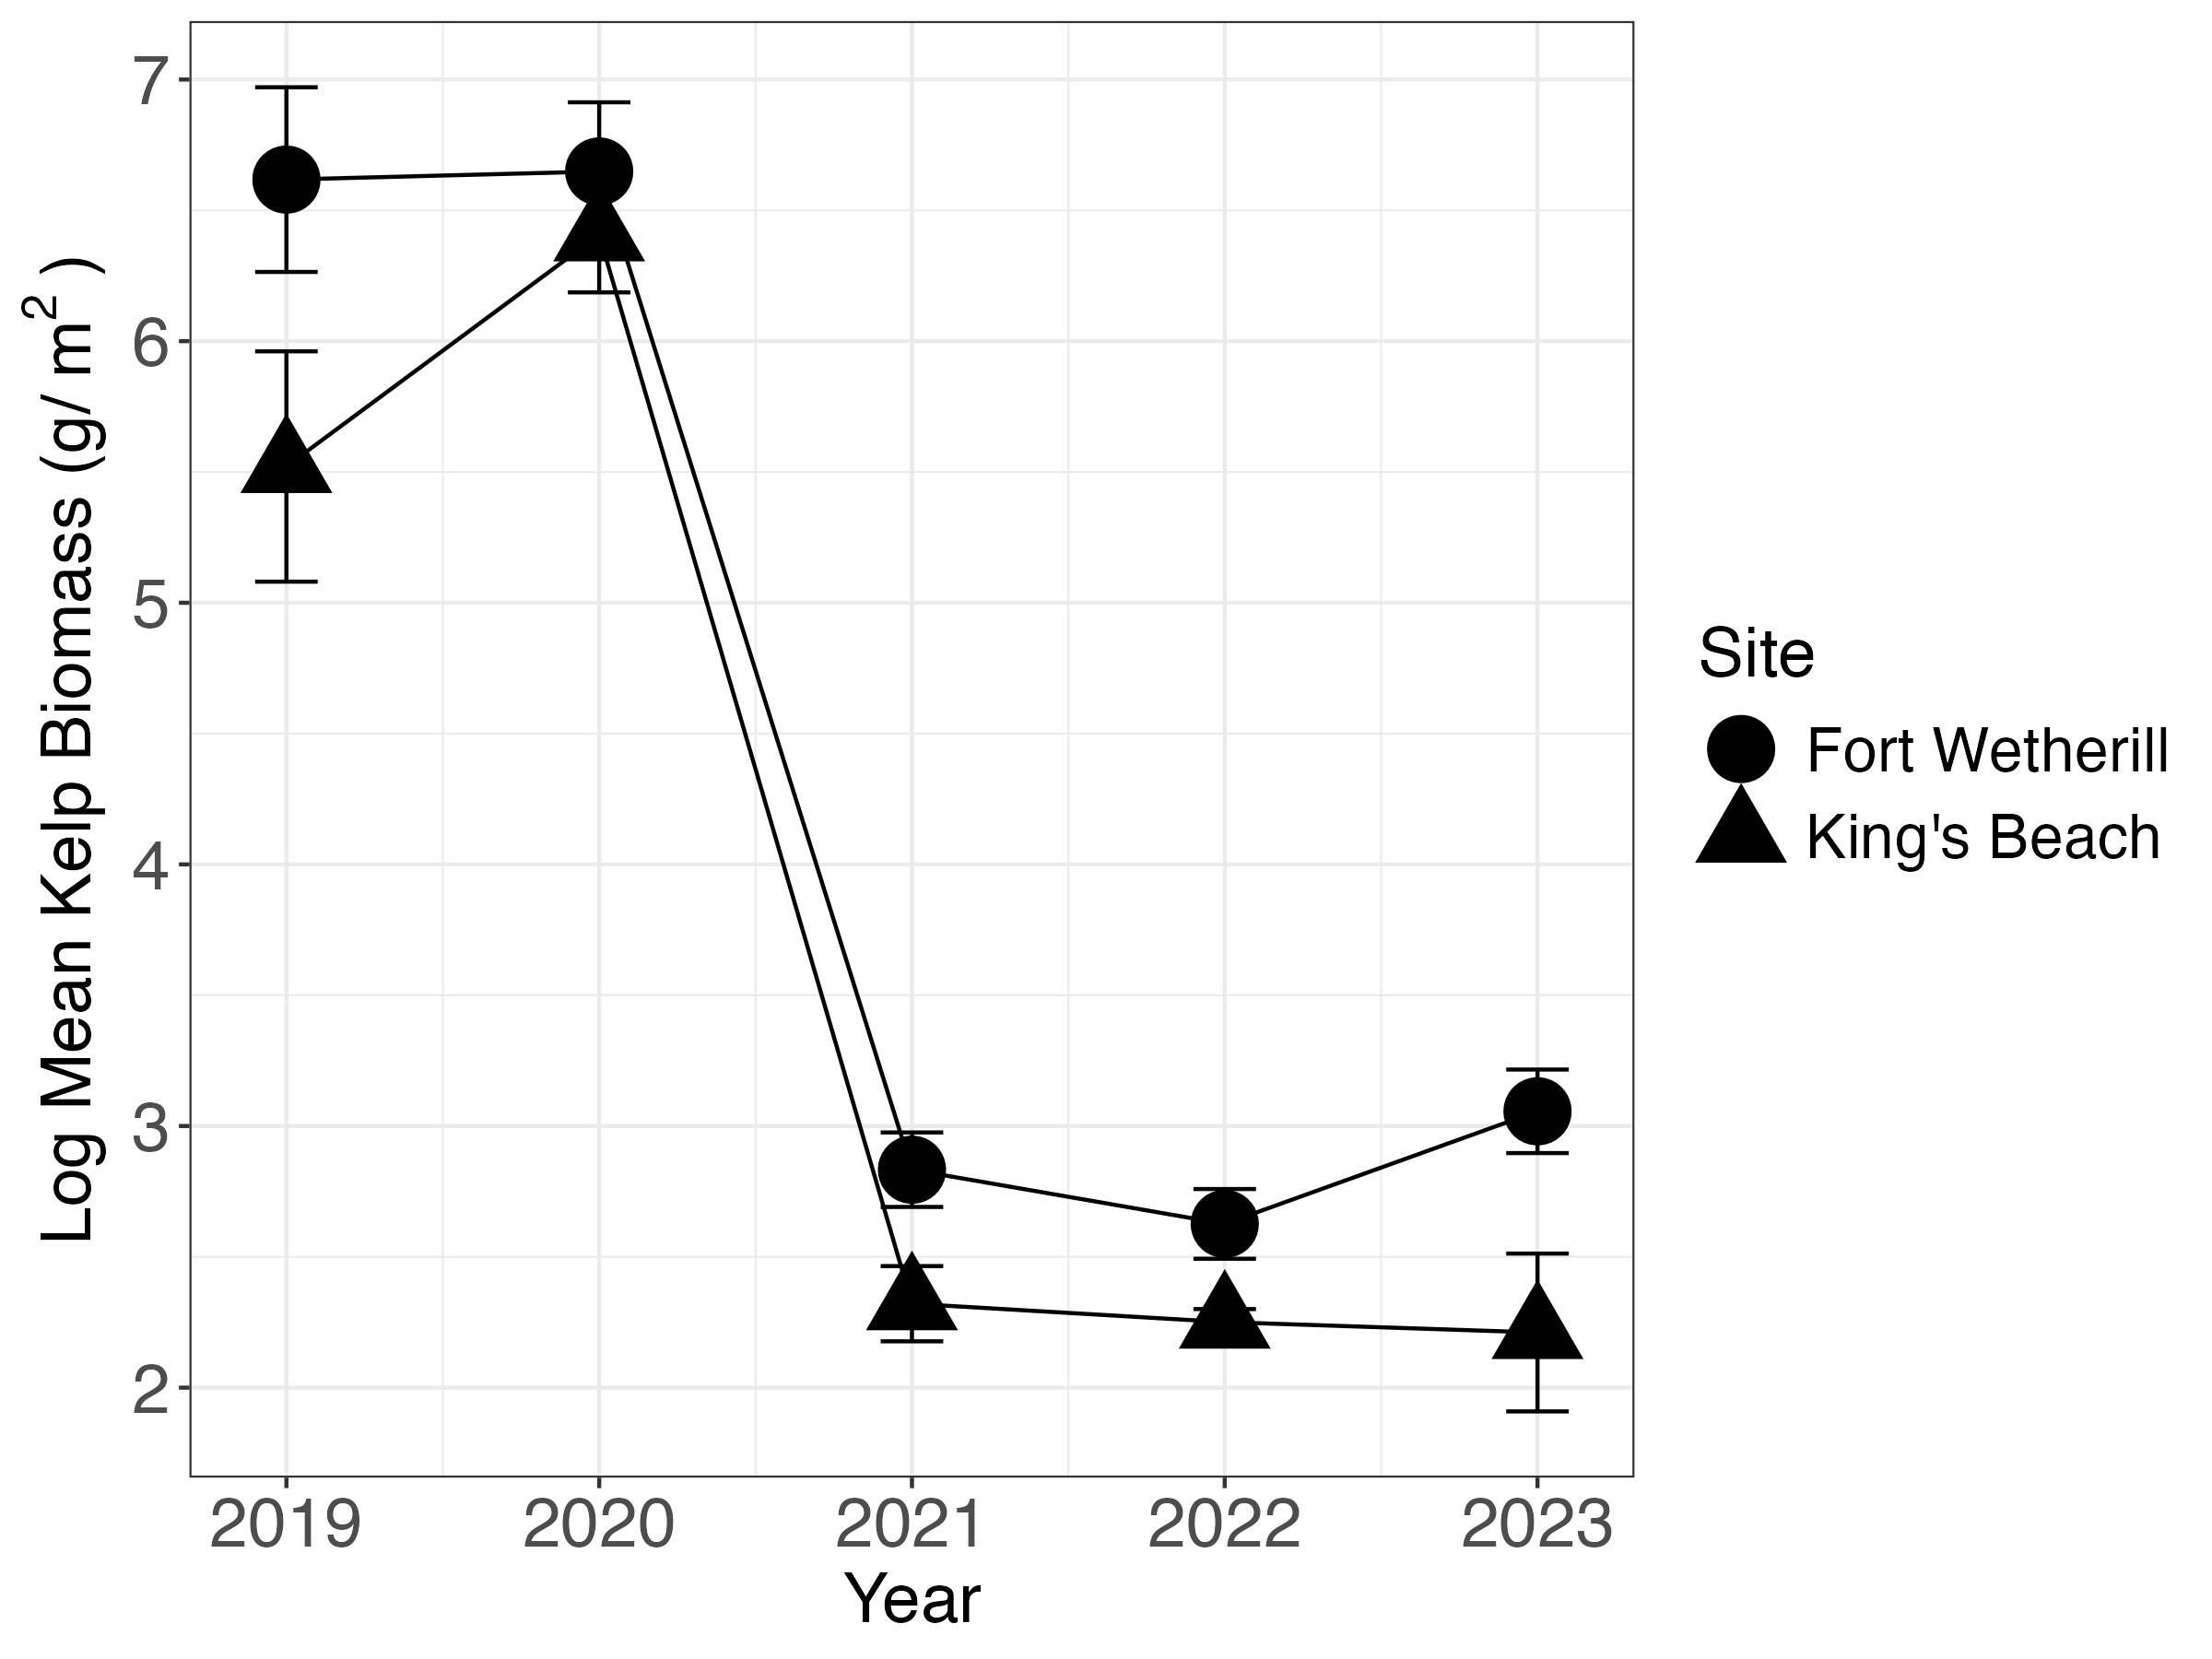 Log Mean Kelp Biomass (g/ m²)
7
6
5
4
3
2
2019 2020 2021 2022 2023
Year
Site
Fort Wetherill
King's Beach